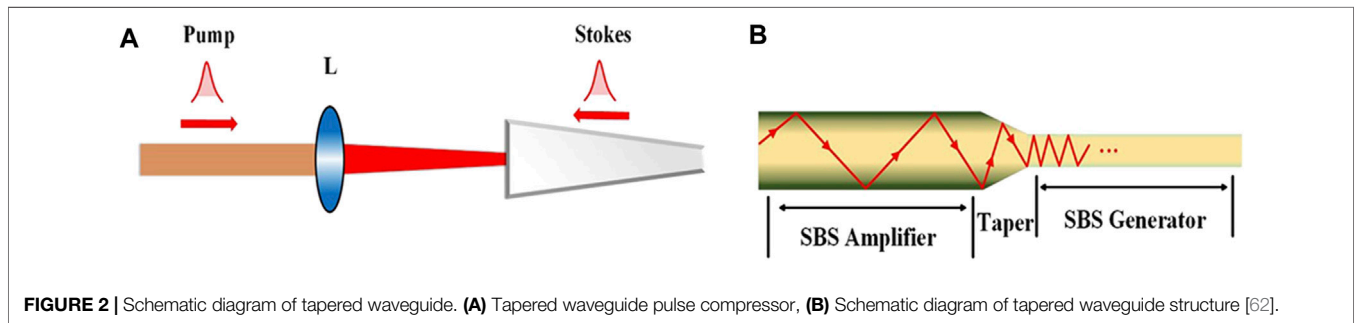 A
Pump
L
Stokes
B
...
SBS Amplifier
Taper
SBS Generator
FIGURE 2 | Schematic diagram of tapered waveguide. (A) Tapered waveguide pulse compressor, (B) Schematic diagram of tapered waveguide structure [62].